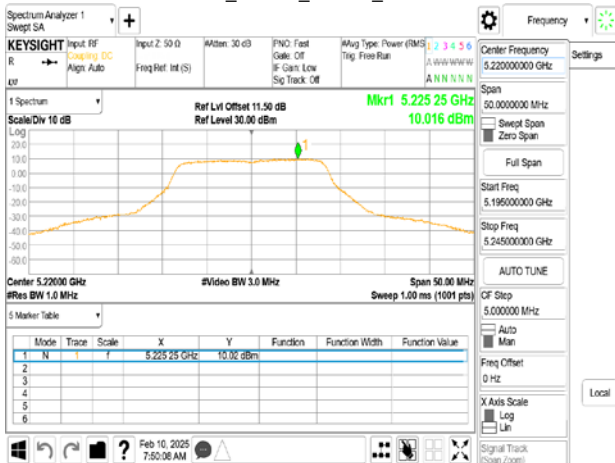 Spectrum Analyzer 1
Swept SA
Frequency
KEYSIGHT
R
Input: RF
Coupling: DC
Align: Auto
Input Z: 50 Ω
Freq Ref: Int (S)
#Atten: 30 dB
PNO: Fast
Gate: Off
IF Gain: Low
Sig Track: Off
#Avg Type: Power (RMS
Trig: Free Run
1 2 3 4 5 6
A W W W W W
A N N N N N
Settings
Center Frequency
5.220000000 GHz
Span
50.0000000 MHz
Swept Span
Zero Span
Full Span
Start Freq
5.195000000 GHz
Stop Freq
5.245000000 GHz
AUTO TUNE
CF Step
5.000000 MHz
Auto
Man
Freq Offset
0 Hz
X Axis Scale
Log
Lin
Signal Track
(Span Zoom)
Local
1 Spectrum
Scale/Div 10 dB
Ref Lvl Offset 11.50 dB
Ref Level 30.00 dBm
Mkr1 5.225 25 GHz
10.016 dBm
Log
20.0
10.0
0.00
-10.0
-20.0
-30.0
-40.0
-50.0
-60.0
1
Center 5.22000 GHz
#Res BW 1.0 MHz
#Video BW 3.0 MHz
Span 50.00 MHz
Sweep 1.00 ms (1001 pts)
5 Marker Table
Mode Trace Scale X Y Function Function Width Function Value
1 N 1 f 5.225 25 GHz 10.02 dBm
2
3
4
5
6
?
Feb 10, 2025
7:50:08 AM